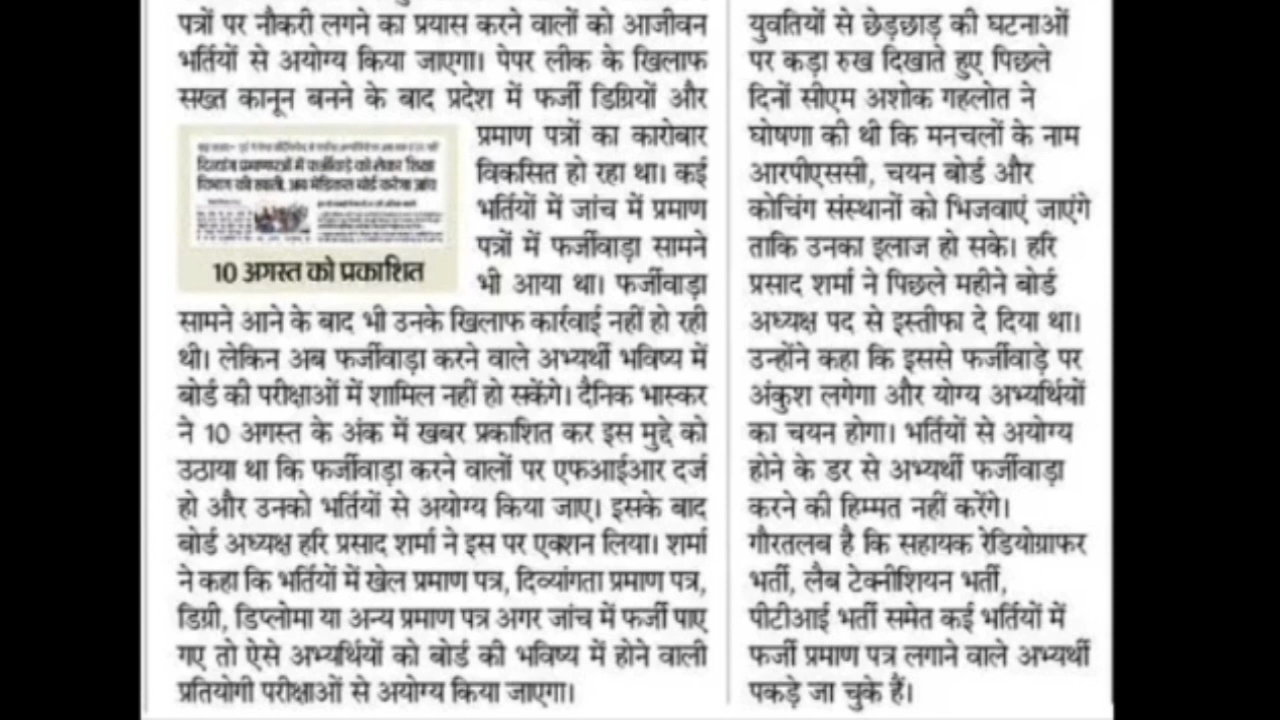 पत्रों पर नौकरी लगने का प्रयास करने वालों को आजीवन
भर्तियों से अयोग्य किया जाएगा। पेपर लीक के खिलाफ
सख्त कानून बनने के बाद प्रदेश में फर्जी डिग्रियों और
प्रमाण पत्रों का कारोबार
विकसित हो रहा था। कई
भर्तियों में जांच में प्रमाण
पत्रों में फर्जीवाड़ा सामने
भी आया था। फर्जीवाड़ा
दिव्यांग प्रमाणपत्रों में फर्जीवाड़े को लेकर शिक्षा
विभाग की सख्ती, अब मेडिकल बोर्ड करेगा जांच
10 अगस्त को प्रकाशित
सामने आने के बाद भी उनके खिलाफ कार्रवाई नहीं हो रही
थी। लेकिन अब फर्जीवाड़ा करने वाले अभ्यर्थी भविष्य में
बोर्ड की परीक्षाओं में शामिल नहीं हो सकेंगे। दैनिक भास्कर
ने 10 अगस्त के अंक में खबर प्रकाशित कर इस मुद्दे को
उठाया था कि फर्जीवाड़ा करने वालों पर एफआईआर दर्ज
हो और उनको भर्तियों से अयोग्य किया जाए। इसके बाद
बोर्ड अध्यक्ष हरि प्रसाद शर्मा ने इस पर एक्शन लिया। शर्मा
ने कहा कि भर्तियों में खेल प्रमाण पत्र, दिव्यांगता प्रमाण पत्र,
डिग्री, डिप्लोमा या अन्य प्रमाण पत्र अगर जांच में फर्जी पाए
गए तो ऐसे अभ्यर्थियों को बोर्ड की भविष्य में होने वाली
प्रतियोगी परीक्षाओं से अयोग्य किया जाएगा।
युवतियों से छेड़छाड़ की घटनाओं
पर कड़ा रुख दिखाते हुए पिछले
दिनों सीएम अशोक गहलोत ने
घोषणा की थी कि मनचलों के नाम
आरपीएससी, चयन बोर्ड और
कोचिंग संस्थानों को भिजवाएं जाएंगे
ताकि उनका इलाज हो सके। हरि
प्रसाद शर्मा ने पिछले महीने बोर्ड
अध्यक्ष पद से इस्तीफा दे दिया था।
उन्होंने कहा कि इससे फर्जीवाड़े पर
अंकुश लगेगा और योग्य अभ्यर्थियों
का चयन होगा। भर्तियों से अयोग्य
होने के डर से अभ्यर्थी फर्जीवाड़ा
करने की हिम्मत नहीं करेंगे।
गौरतलब है कि सहायक रेडियोग्राफर
भर्ती, लैब टेक्नीशियन भर्ती,
पीटीआई भर्ती समेत कई भर्तियों में
फर्जी प्रमाण पत्र लगाने वाले अभ्यर्थी
पकड़े जा चुके हैं।